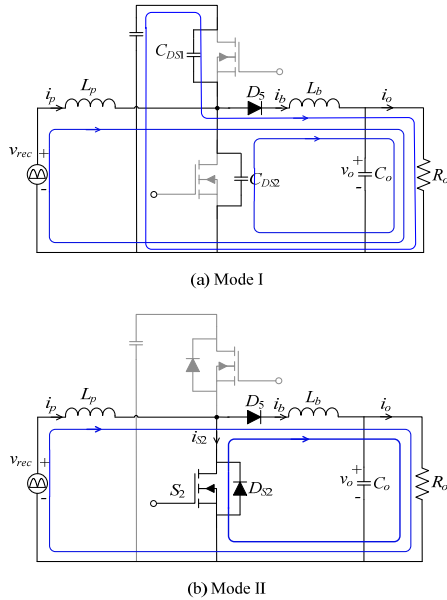 C_DS1
i_p L_p D_5 i_b L_b i_o
v_rec + - C_DS2 v_o + - C_o R_o
(a) Mode I
i_p L_p D_5 i_b L_b i_o
i_S2
v_rec + - S_2 D_S2 v_o + - C_o R_o
(b) Mode II